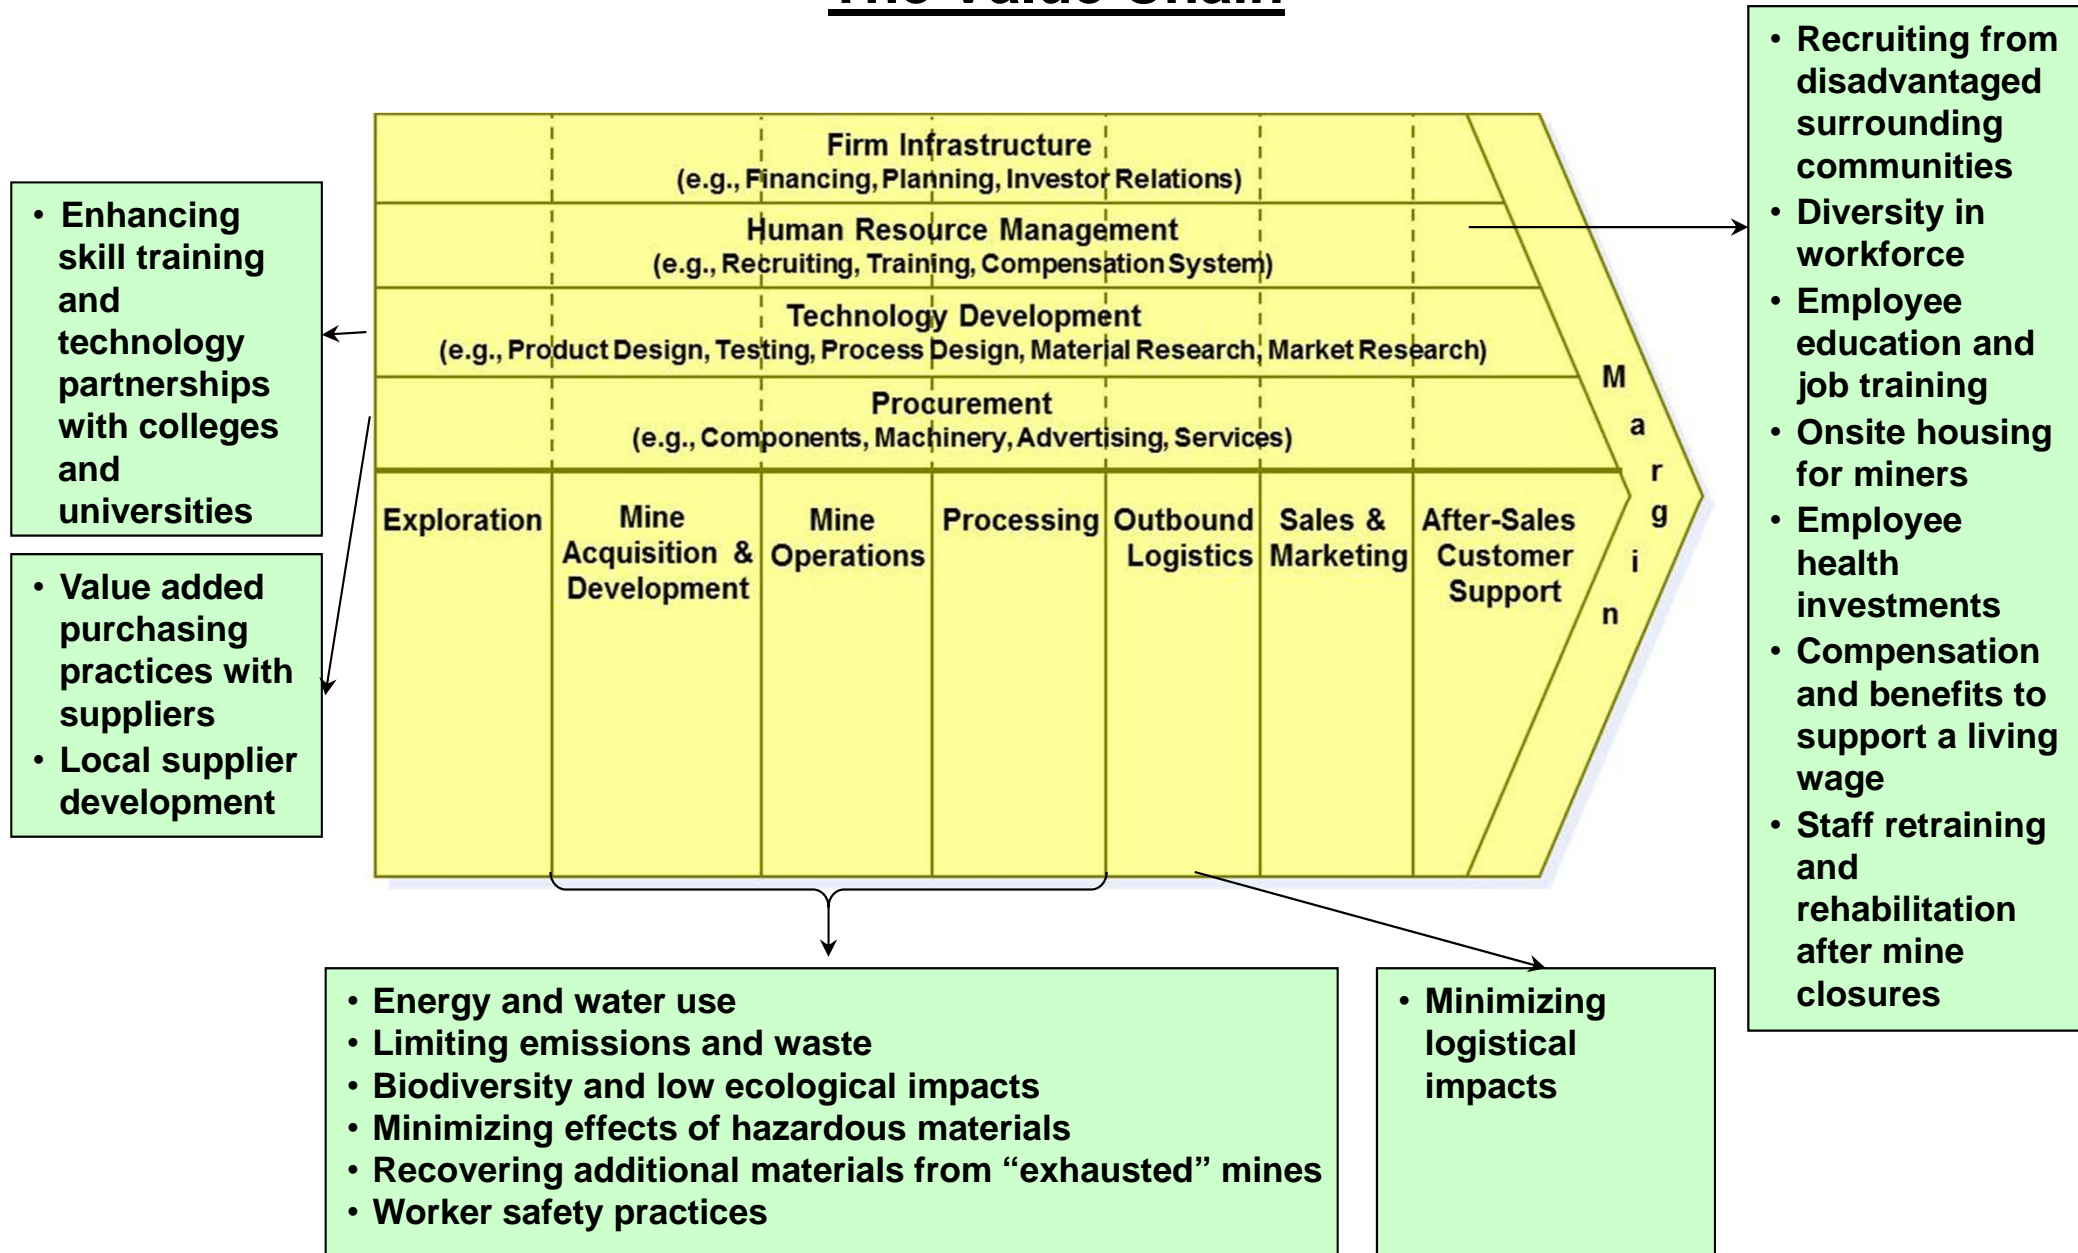 The Value Chain
• Recruiting from
disadvantaged
surrounding
communities
• Diversity in
workforce
• Employee
education and
job training
• Onsite housing
for miners
• Employee
health
investments
• Compensation
and benefits to
support a living
wage
• Staff retraining
and
rehabilitation
after mine
closures
• Enhancing
skill training
and
technology
partnerships
with colleges
and
universities
• Value added
purchasing
practices with
suppliers
• Local supplier
development
Firm Infrastructure
(e.g., Financing, Planning, Investor Relations)
Human Resource Management
(e.g., Recruiting, Training, Compensation System)
Technology Development
(e.g., Product Design, Testing, Process Design, Material Research, Market Research)
Procurement
(e.g., Components, Machinery, Advertising, Services)
Exploration
Mine
Acquisition &
Development
Mine
Operations
Processing
Outbound
Logistics
Sales &
Marketing
After-Sales
Customer
Support
Margin
• Energy and water use
• Limiting emissions and waste
• Biodiversity and low ecological impacts
• Minimizing effects of hazardous materials
• Recovering additional materials from “exhausted” mines
• Worker safety practices
• Minimizing
logistical
impacts